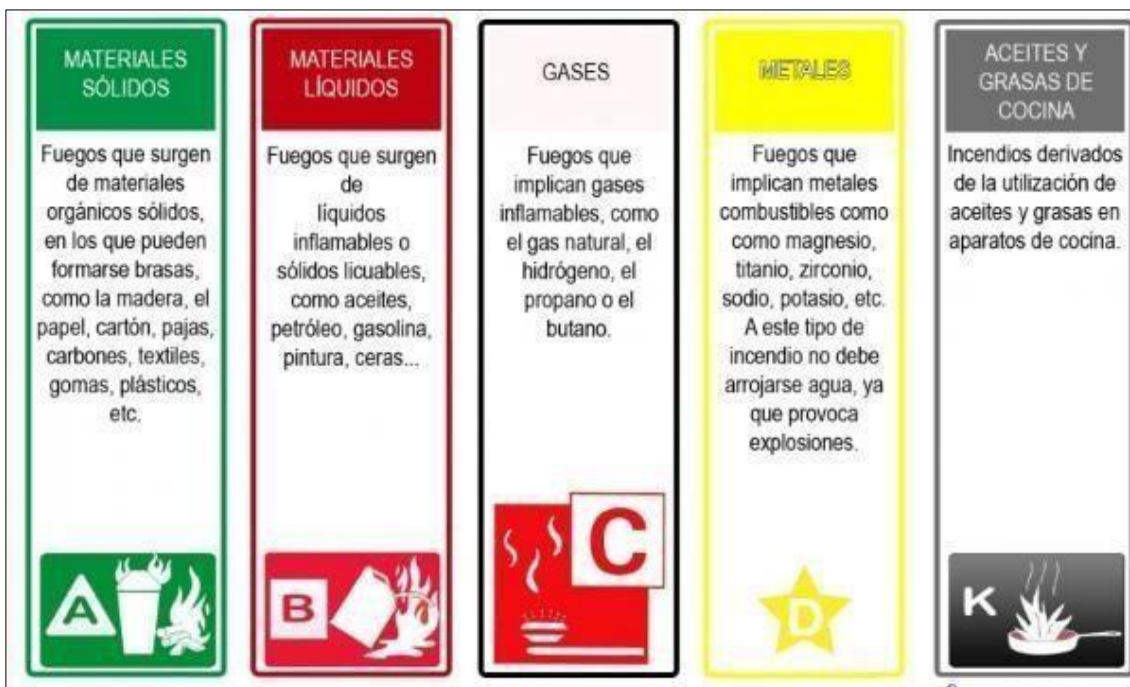 MATERIALES
SÓLIDOS
Fuegos que surgen
de materiales
orgánicos sólidos,
en los que pueden
formarse brasas,
como la madera, el
papel, cartón, pajas,
carbones, textiles,
gomas, plásticos,
etc.
A
MATERIALES
LÍQUIDOS
Fuegos que surgen
de
líquidos
inflamables o
sólidos licuables,
como aceites,
petróleo, gasolina,
pintura, ceras...
B
GASES
Fuegos que
implican gases
inflamables, como
el gas natural, el
hidrógeno, el
propano o el
butano.
C
METALES
Fuegos que
implican metales
combustibles como
como magnesio,
titanio, zirconio,
sodio, potasio, etc.
A este tipo de
incendio no debe
arrojarse agua, ya
que provoca
explosiones.
D
ACEITES Y
GRASAS DE
COCINA
Incendios derivados
de la utilización de
aceites y grasas en
aparatos de cocina.
K